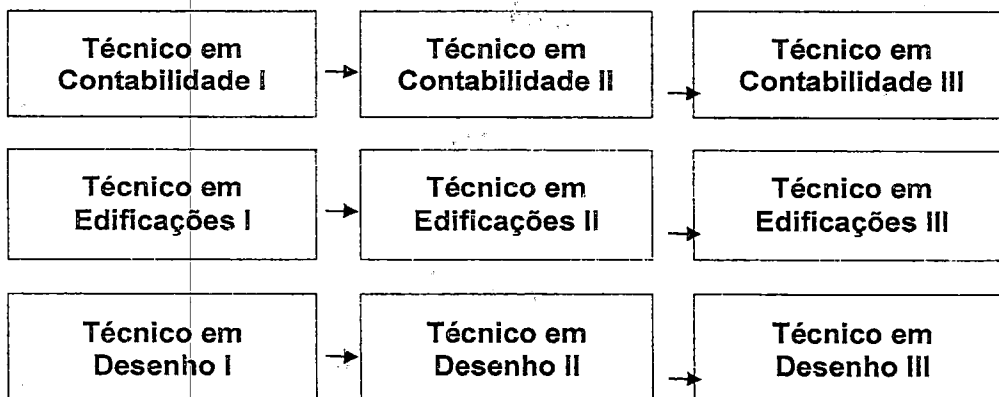 Técnico em
Contabilidade I
Técnico em
Contabilidade II
Técnico em
Contabilidade III
Técnico em
Edificações I
Técnico em
Edificações II
Técnico em
Edificações III
Técnico em
Desenho I
Técnico em
Desenho II
Técnico em
Desenho III